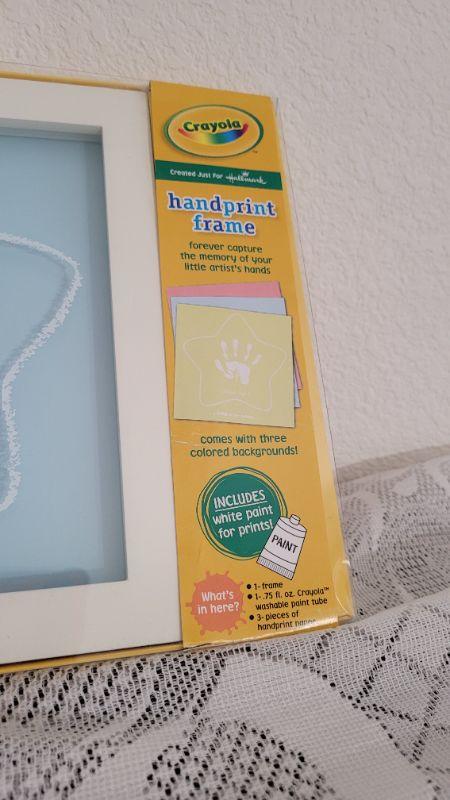 Crayola
Created Just For Hallmark
handprint
frame
forever capture
the memory of your
little artist's hands
comes with three
colored backgrounds!
INCLUDES
white paint
for prints!
PAINT
What's
in here?
• 1- frame
• 1- .75 fl. oz. Crayola™
washable paint tube
• 3- pieces of
handprint paper